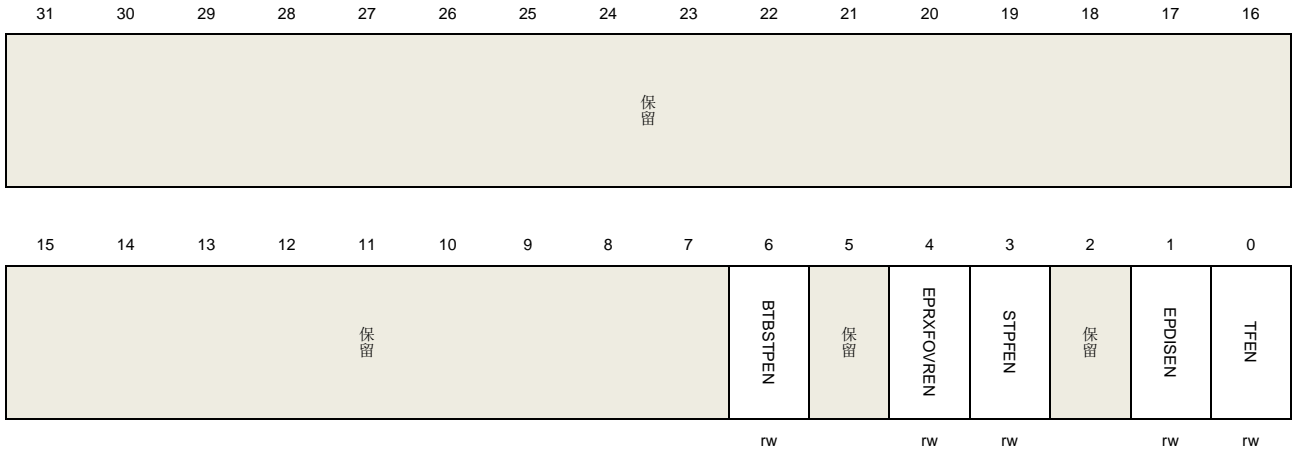 31 30 29 28 27 26 25 24 23 22 21 20 19 18 17 16
保留
15 14 13 12 11 10 9 8 7 6 5 4 3 2 1 0
保留 BTBSTPEN 保留 EPRXFOVREN STPFEN 保留 EPDISEN TFEN
rw rw rw rw rw